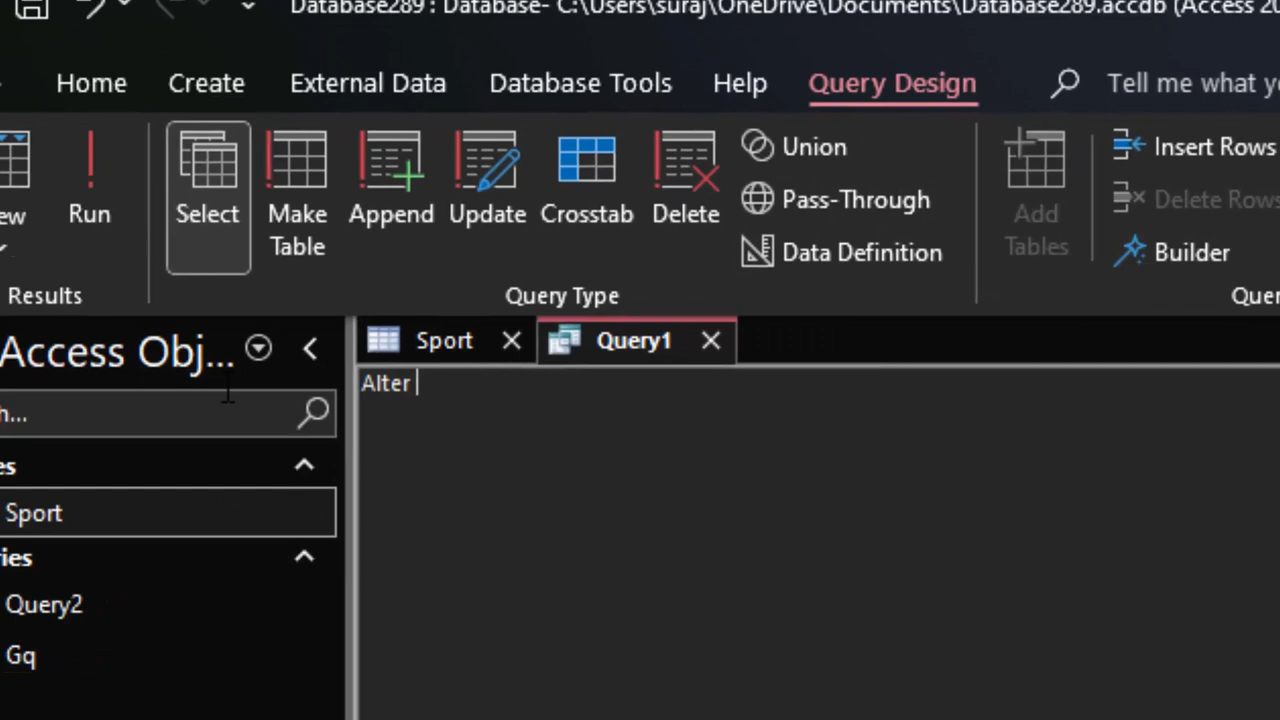 Database289 : Database- C:\Users\suraj\OneDrive\Documents\Database289.accdb (Access 20
Home Create External Data Database Tools Help Query Design Tell me what y
ew Run Select Make Table Append Update Crosstab Delete Union Pass-Through Data Definition Add Tables Insert Rows Delete Rows Builder
Results Query Type Quer
Access Obj... Sport Query1
h... Alter
es
Sport
ries
Query2
Gq